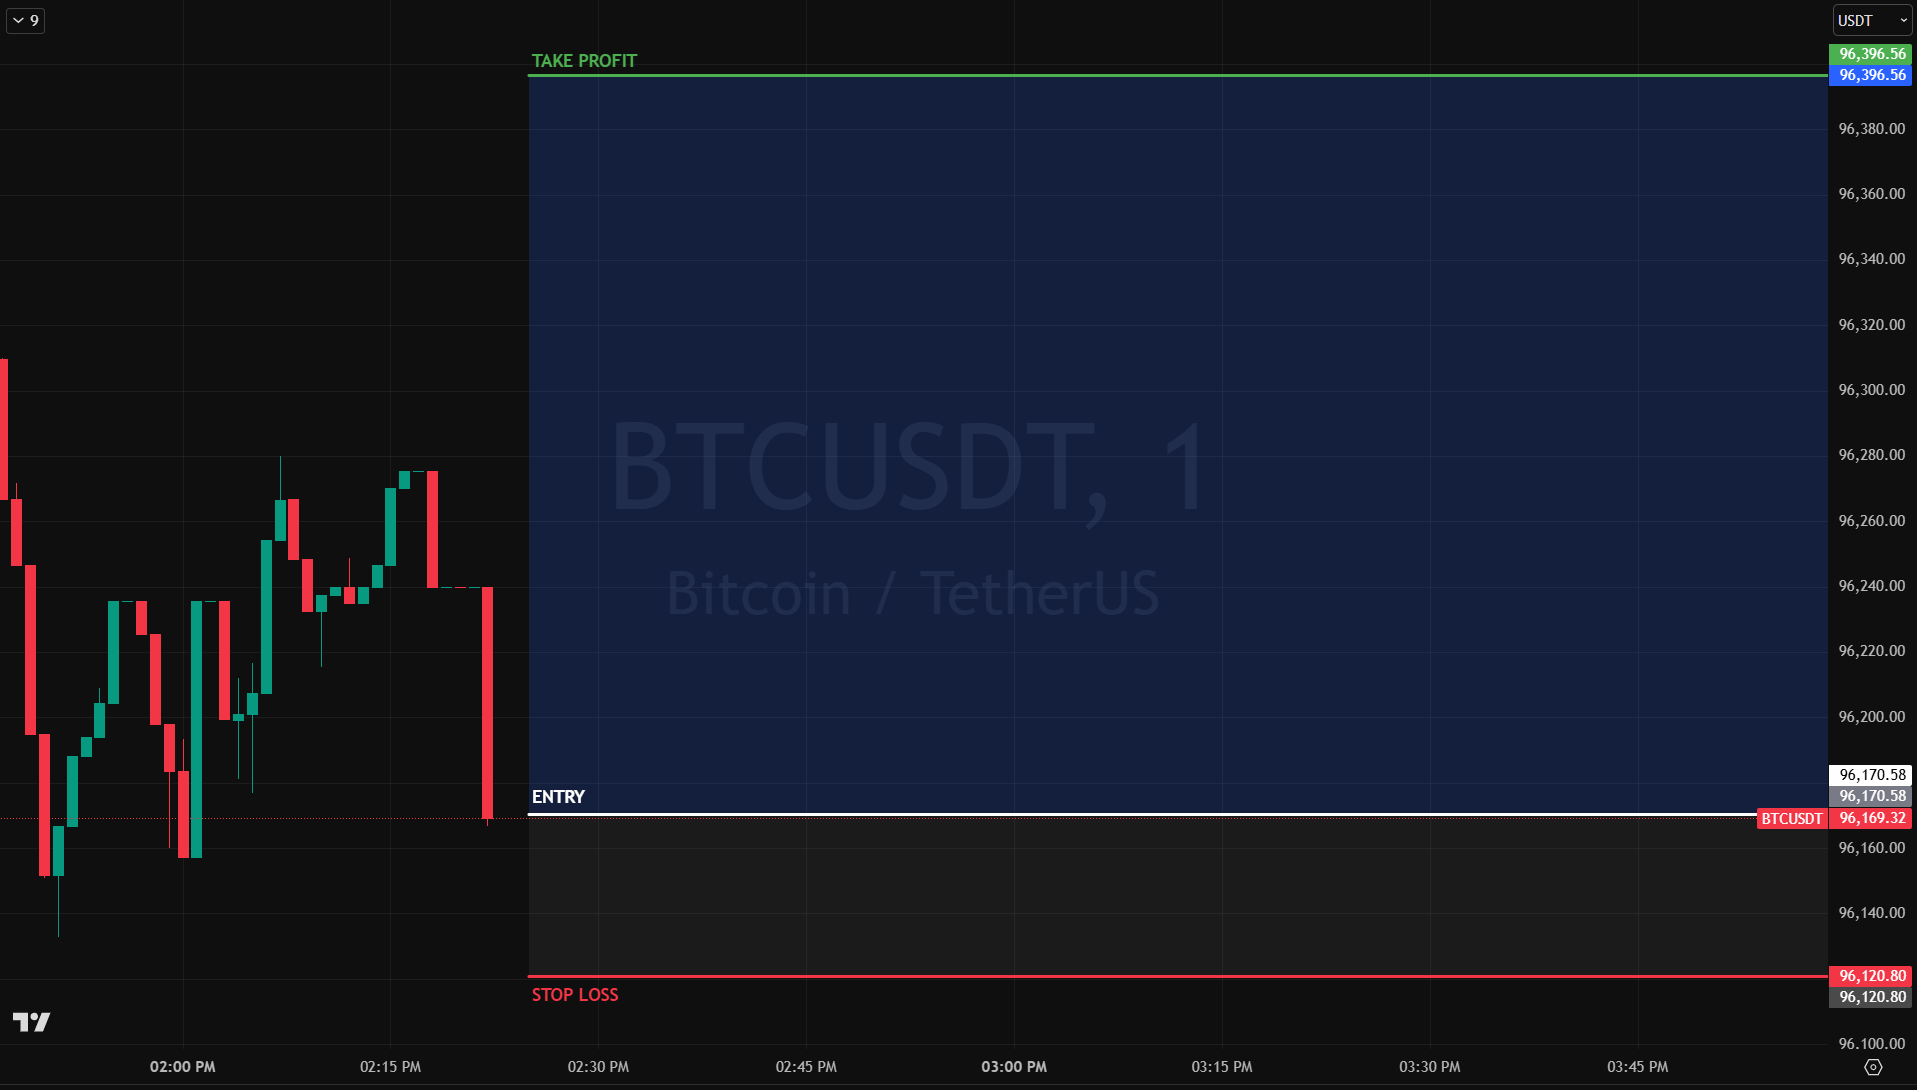 9
USDT
TAKE PROFIT
96,396.56
96,396.56
96,380.00
96,360.00
96,340.00
96,320.00
96,300.00
96,280.00
96,260.00
96,240.00
96,220.00
96,200.00
BTCUSDT, 1
Bitcoin / TetherUS
ENTRY
96,170.58
96,170.58
BTCUSDT 96,169.32
96,160.00
96,140.00
96,120.80
96,120.80
STOP LOSS
96,100.00
02:00 PM 02:15 PM 02:30 PM 02:45 PM 03:00 PM 03:15 PM 03:30 PM 03:45 PM